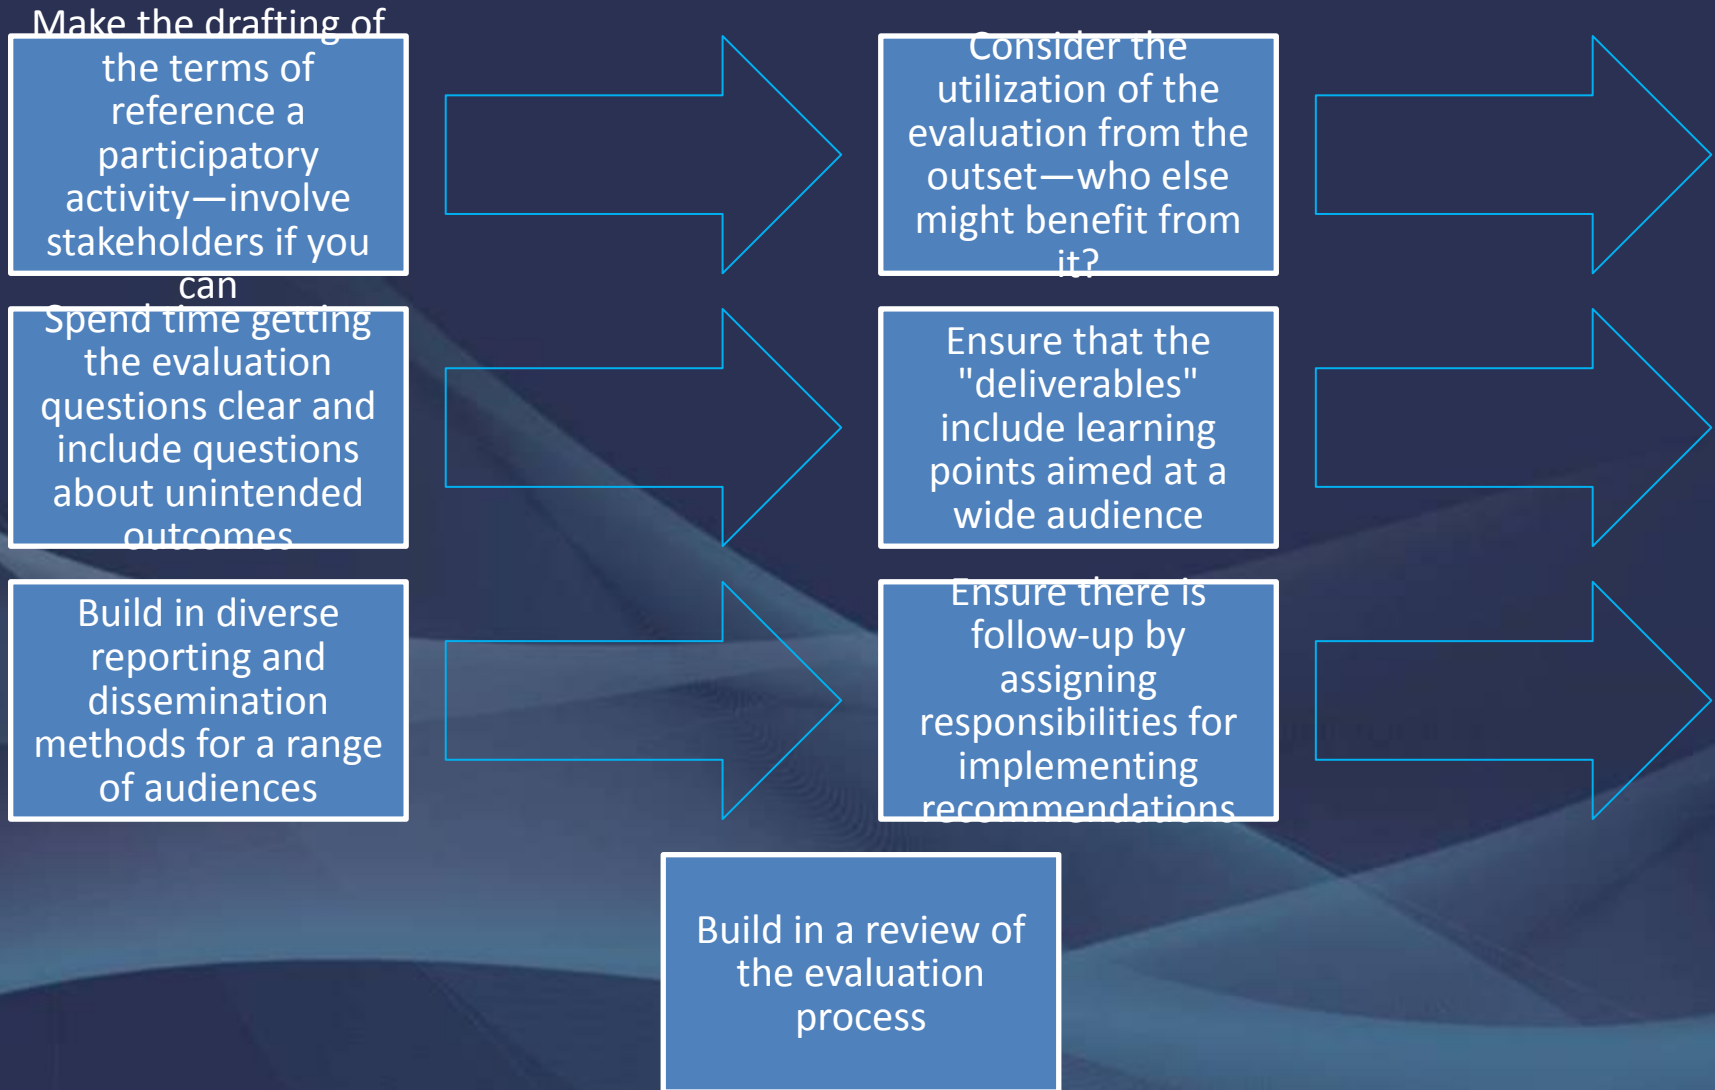 Make the drafting of
the terms of
reference a
participatory
activity—involve
stakeholders if you
can
Consider the
utilization of the
evaluation from the
outset—who else
might benefit from
it?
Spend time getting
the evaluation
questions clear and
include questions
about unintended
outcomes
Ensure that the
"deliverables"
include learning
points aimed at a
wide audience
Build in diverse
reporting and
dissemination
methods for a range
of audiences
Ensure there is
follow-up by
assigning
responsibilities for
implementing
recommendations
Build in a review of
the evaluation
process